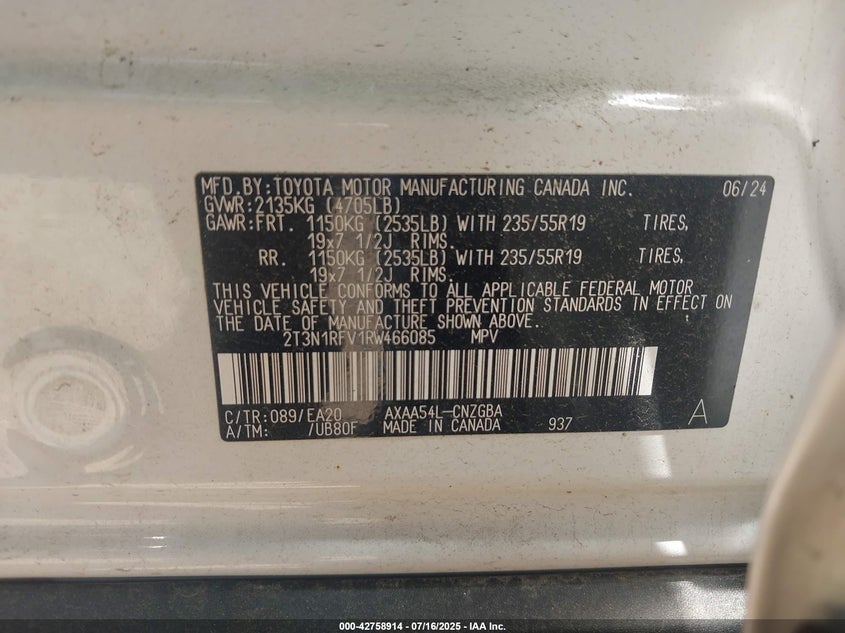 MFD.BY:TOYOTA MOTOR MANUFACTURING CANADA INC. 06/24
GVWR:2135KG (4705LB)
GAWR:FRT. 1150KG (2535LB) WITH 235/55R19 TIRES,
19x7 1/2J RIMS.
RR. 1150KG (2535LB) WITH 235/55R19 TIRES,
19x7 1/2J RIMS.
THIS VEHICLE CONFORMS TO ALL APPLICABLE FEDERAL MOTOR
VEHICLE SAFETY AND THEFT PREVENTION STANDARDS IN EFFECT ON
THE DATE OF MANUFACTURE SHOWN ABOVE.
2T3N1RFV1RW466085 MPV
C/TR:089/EA20 AXAA54L-CNZGBA
A/TM: /UB80F MADE IN CANADA 937 A
000-42758914 - 07/16/2025 - IAA Inc.